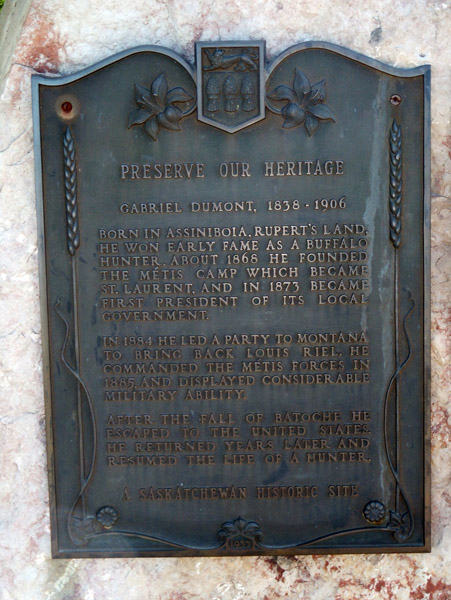 PRESERVE OUR HERITAGE
GABRIEL DUMONT, 1838 - 1906
BORN IN ASSINIBOIA, RUPERT'S LAND,
HE WON EARLY FAME AS A BUFFALO
HUNTER. ABOUT 1868 HE FOUNDED
THE MÉTIS CAMP WHICH BECAME
ST. LAURENT, AND IN 1873 BECAME
FIRST PRESIDENT OF ITS LOCAL
GOVERNMENT.
IN 1884 HE LED A PARTY TO MONTANA
TO BRING BACK LOUIS RIEL. HE
COMMANDED THE MÉTIS FORCES IN
1885 AND DISPLAYED CONSIDERABLE
MILITARY ABILITY.
AFTER THE FALL OF BATOCHE HE
ESCAPED TO THE UNITED STATES.
HE RETURNED YEARS LATER AND
RESUMED THE LIFE OF A HUNTER.
A SASKATCHEWAN HISTORIC SITE